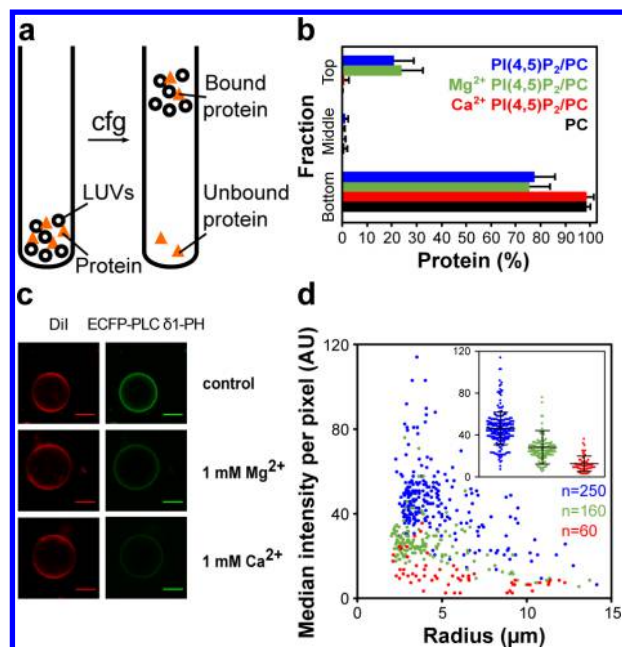 a
cfg
LUVs
Protein
Bound
protein
Unbound
protein
b
Fraction
Top
Middle
Bottom
PI(4,5)P₂/PC
Mg²⁺ PI(4,5)P₂/PC
Ca²⁺ PI(4,5)P₂/PC
PC
0 10 20 30 40 50 60 70 80 90 100
Protein (%)
c
DiI ECFP-PLC δ1-PH
control
1 mM Mg²⁺
1 mM Ca²⁺
d
Median intensity per pixel (AU)
120
80
40
0
0 5 10 15
Radius (µm)
120
80
40
0
n=250
n=160
n=60